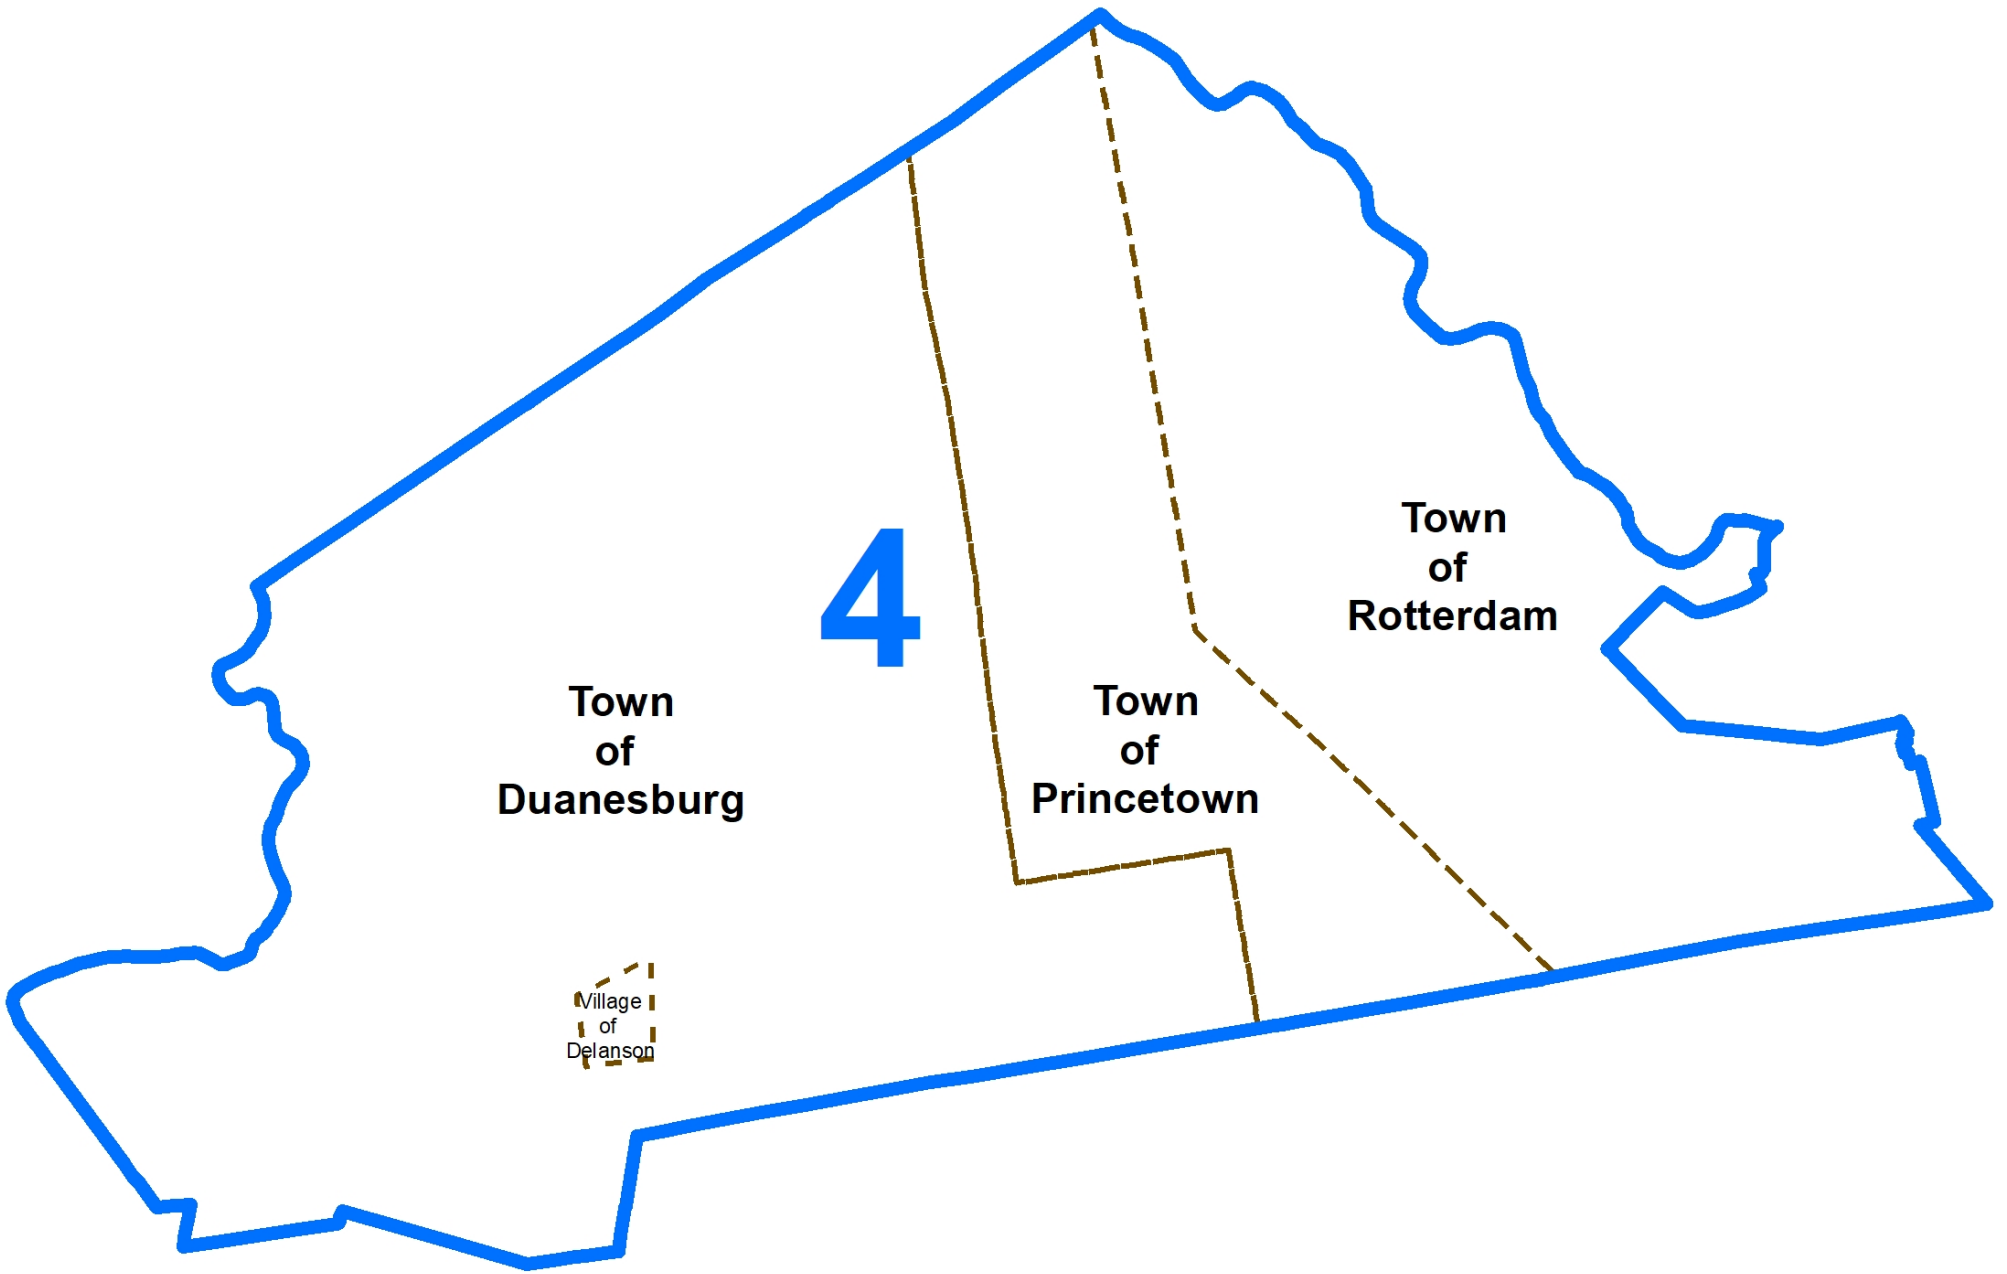 4
Town
of
Rotterdam
Town
of
Duanesburg
Town
of
Princetown
Village
of
Delanson